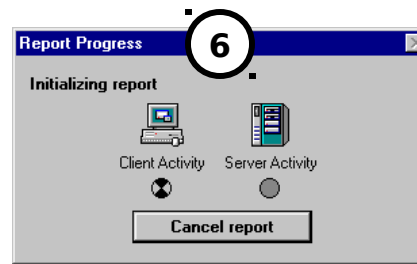 Report Progress
6
Initializing report
Client Activity Server Activity
Cancel report